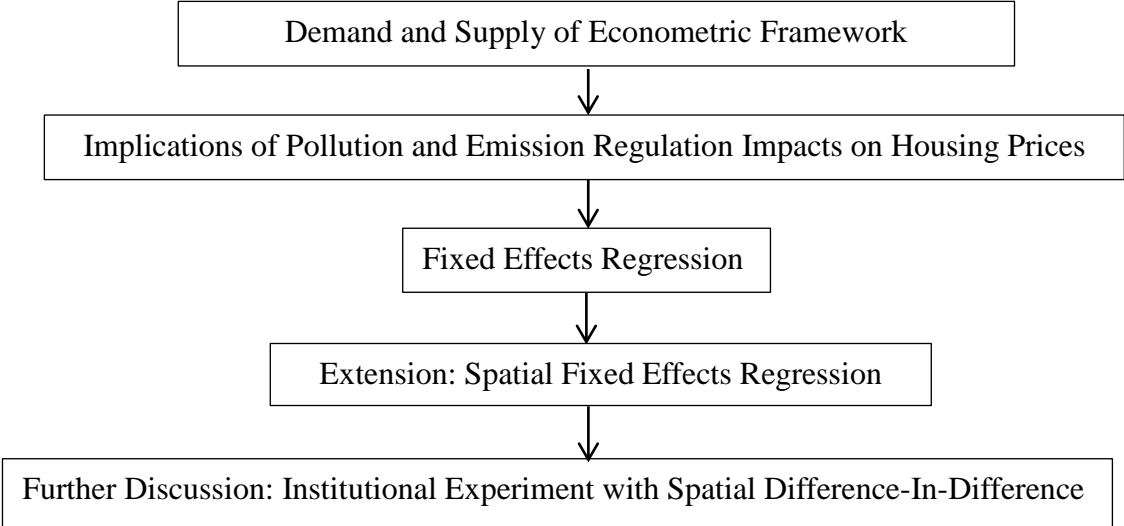 Demand and Supply of Econometric Framework
Implications of Pollution and Emission Regulation Impacts on Housing Prices
Fixed Effects Regression
Extension: Spatial Fixed Effects Regression
Further Discussion: Institutional Experiment with Spatial Difference-In-Difference